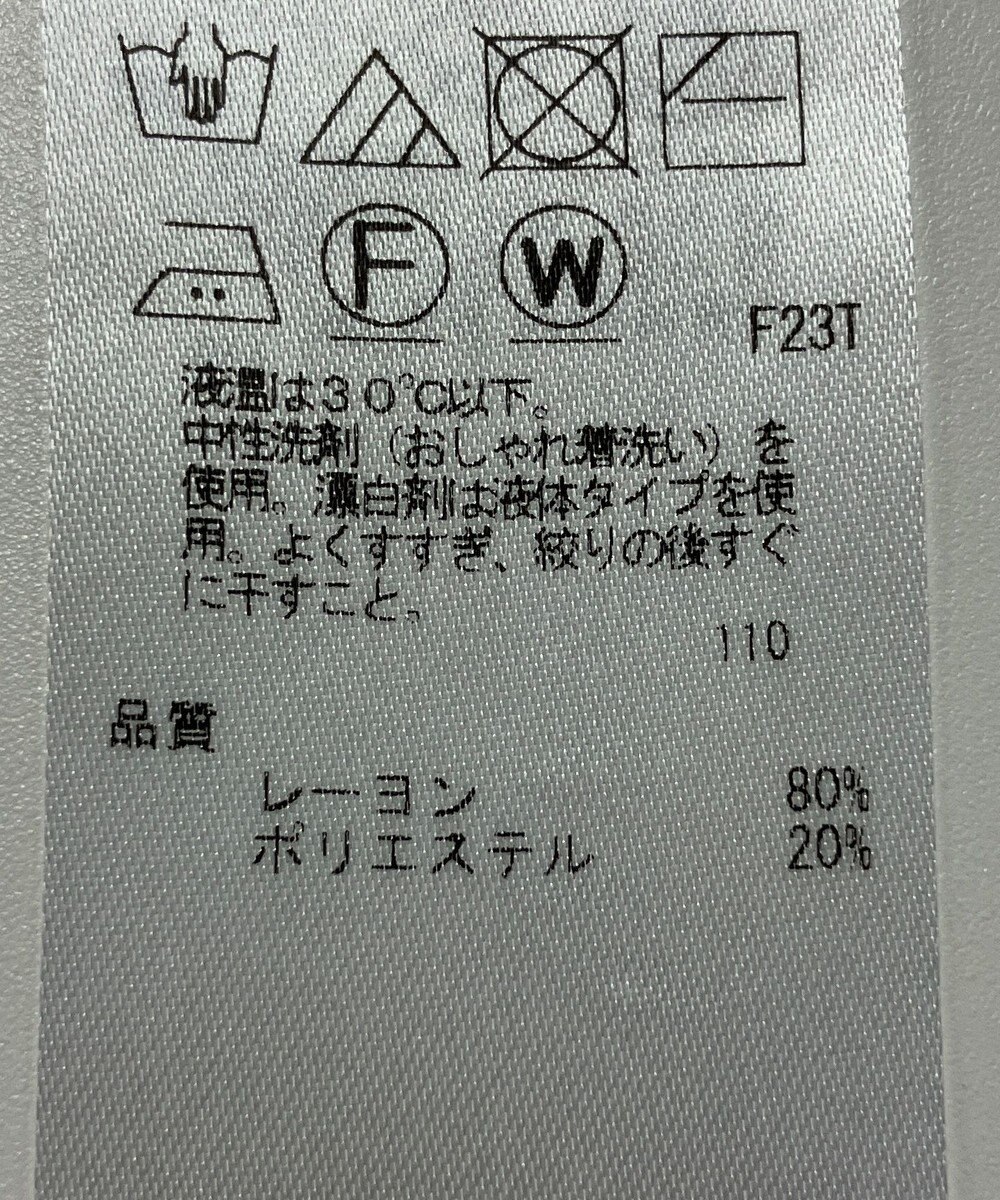 F
W
F23T
液温は30℃以下。
中性洗剤(おしゃれ着洗い)を
使用。漂白剤は液体タイプを使
用。よくすすぎ、絞りの後すぐ
に干すこと。
110
品質
レーヨン 80%
ポリエステル 20%